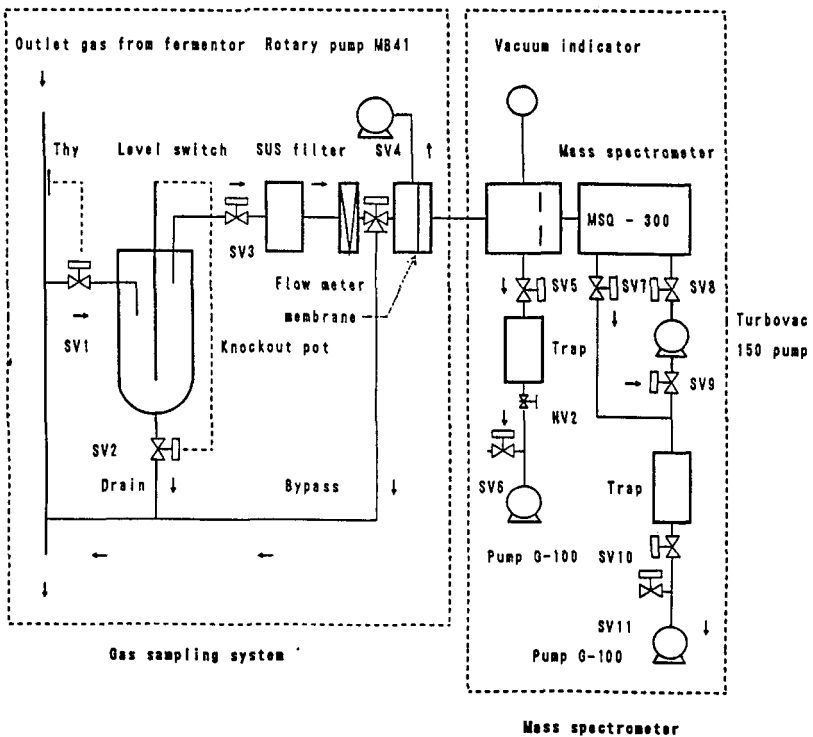 Outlet gas from fermentor
Rotary pump MB41
Vacuum indicator
Thy
Level switch
SUS filter
SV4
Mass spectrometer
MSQ - 300
SV3
Flow meter
membrane
SV1
Knockout pot
SV5
SV7
SV8
Turbovac
150 pump
Trap
SV9
NV2
SV2
Drain
Bypass
SV6
Trap
Pump G-100
SV10
SV11
Pump G-100
Gas sampling system
Mass spectrometer